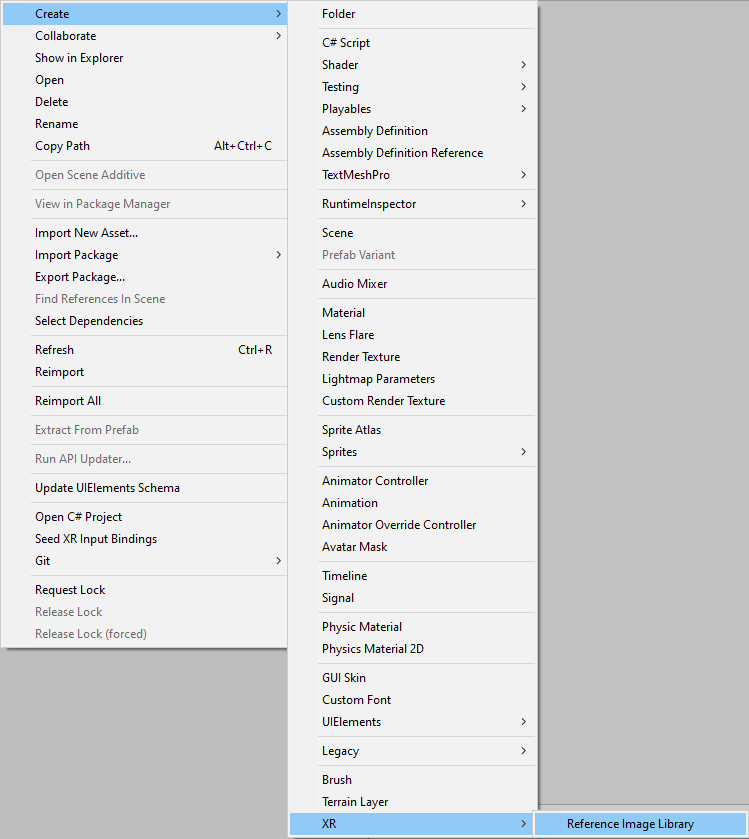 Create
Collaborate
Show in Explorer
Open
Delete
Rename
Copy Path Alt+Ctrl+C
Open Scene Additive
View in Package Manager
Import New Asset...
Import Package
Export Package...
Find References In Scene
Select Dependencies
Refresh Ctrl+R
Reimport
Reimport All
Extract From Prefab
Run API Updater...
Update UIElements Schema
Open C# Project
Seed XR Input Bindings
Git
Request Lock
Release Lock
Release Lock (forced)
Folder
C# Script
Shader
Testing
Playables
Assembly Definition
Assembly Definition Reference
TextMeshPro
RuntimeInspector
Scene
Prefab Variant
Audio Mixer
Material
Lens Flare
Render Texture
Lightmap Parameters
Custom Render Texture
Sprite Atlas
Sprites
Animator Controller
Animation
Animator Override Controller
Avatar Mask
Timeline
Signal
Physic Material
Physics Material 2D
GUI Skin
Custom Font
UIElements
Legacy
Brush
Terrain Layer
XR
Reference Image Library